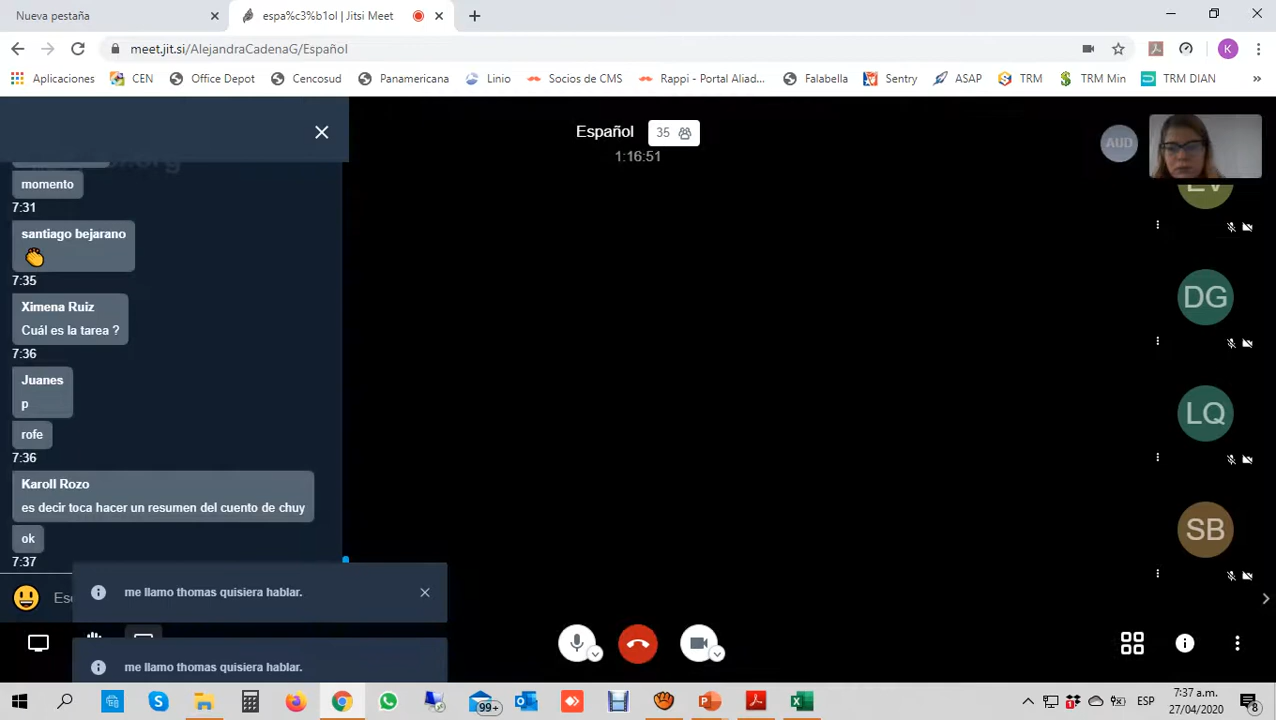 Nueva pestaña
espa%c3%b1ol | Jitsi Meet
meet.jit.si/AlejandraCadenaG/Español
K
Aplicaciones
CEN
Office Depot
Cencosud
Panamericana
Linio
Socios de CMS
Rappi - Portal Aliad...
Falabella
Sentry
ASAP
TRM
TRM Min
TRM DIAN
»
Español
35
1:16:51
AUD
momento
7:31
santiago bejarano
7:35
Ximena Ruiz
Cuál es la tarea ?
7:36
Juanes
p
rofe
7:36
Karoll Rozo
es decir toca hacer un resumen del cuento de chuy
ok
7:37
DG
LQ
SB
me llamo thomas quisiera hablar.
me llamo thomas quisiera hablar.
99+
ESP
7:37 a.m.
27/04/2020
8